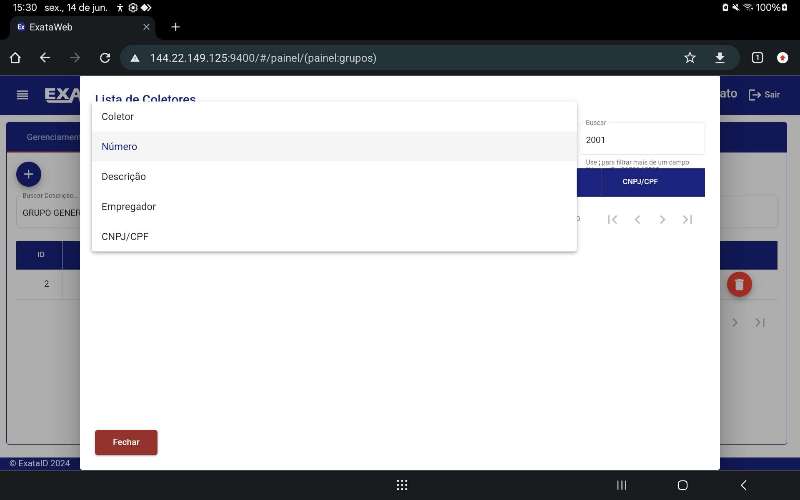 15:30 sex., 14 de jun. 100%
ExataWeb
144.22.149.125:9400/#/painel/(painel:grupos)
1
EXA
ato
Sair
Lista de Coletores
Gerenciament
Coletor
Número
Descrição
Empregador
CNPJ/CPF
Buscar
2001
Use ; para filtrar mais de um campo
CNPJ/CPF
Buscar Descrição...
GRUPO GENER
ID
2
Fechar
© ExataID 2024